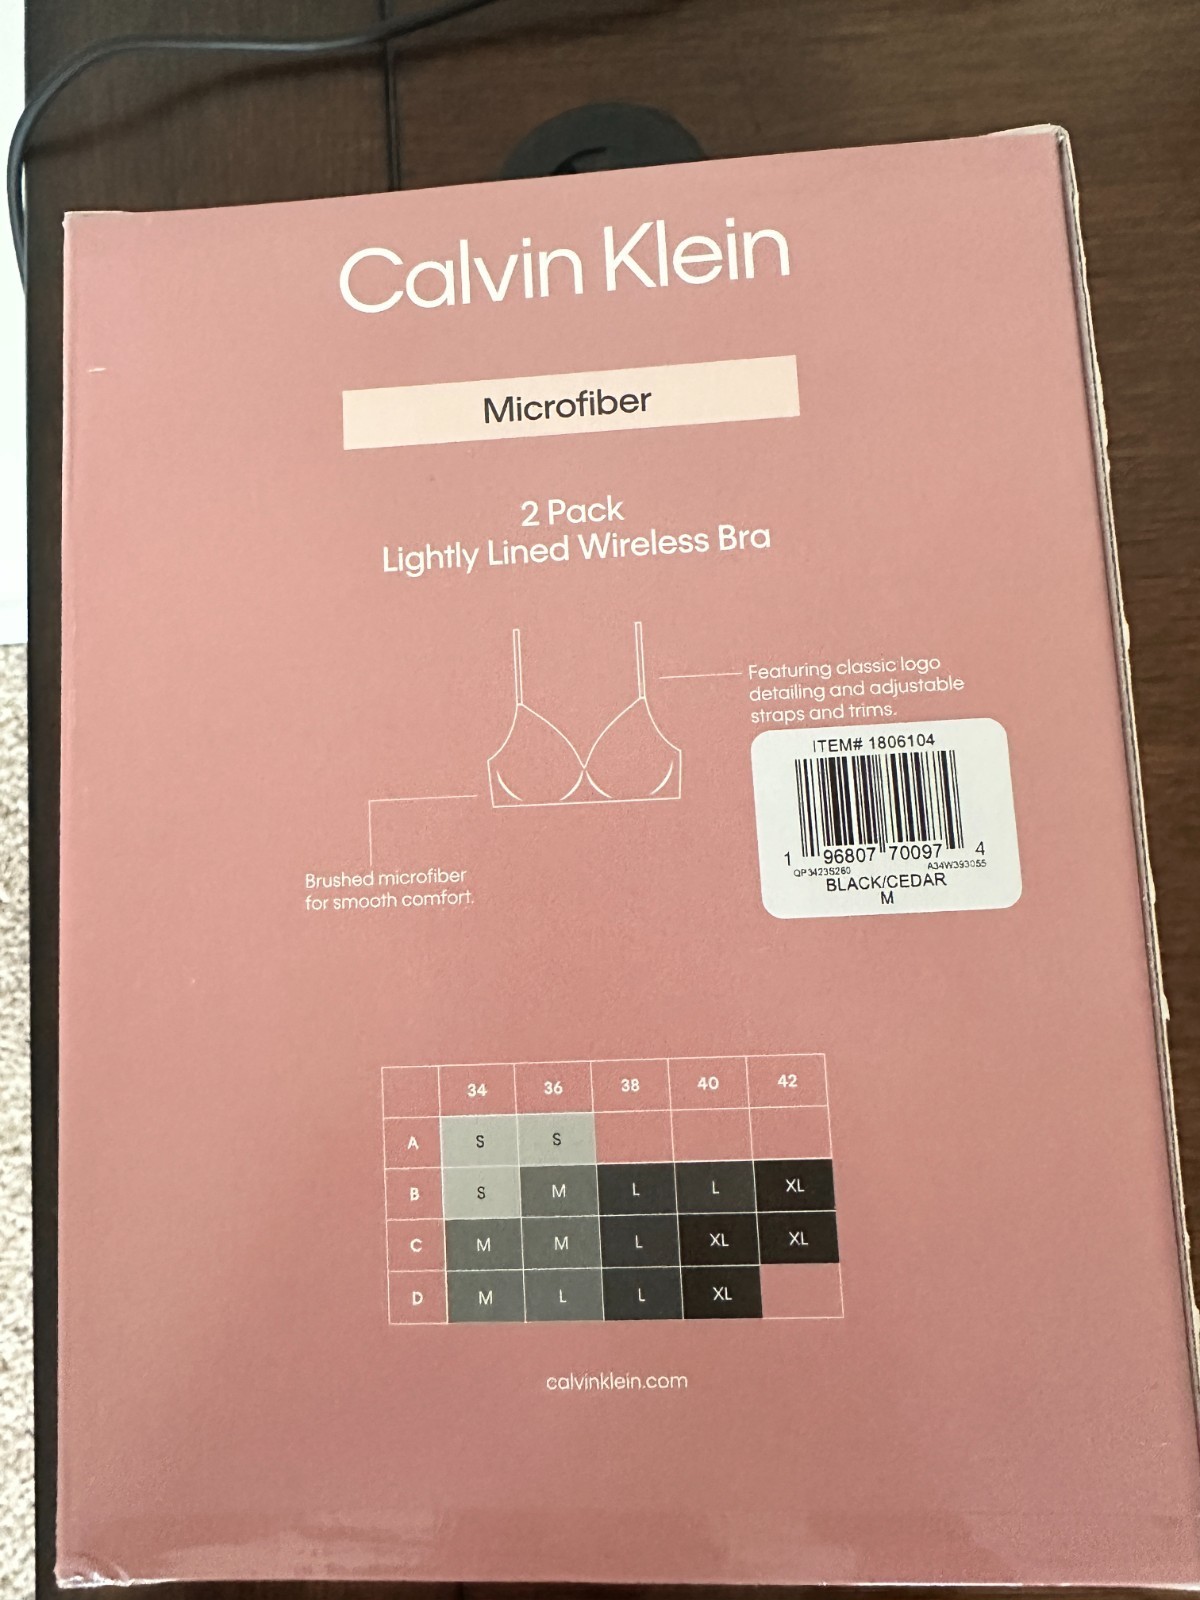 Calvin Klein
Microfiber
2 Pack
Lightly Lined Wireless Bra
Featuring classic logo
detailing and adjustable
straps and trims.
ITEM# 1806104
1 96807 70097 4
QP3423S260 A34W393055
BLACK/CEDAR
M
Brushed microfiber
for smooth comfort.
34 36 38 40 42
A S S
B S M L L XL
C M M L XL XL
D M L L XL
calvinklein.com